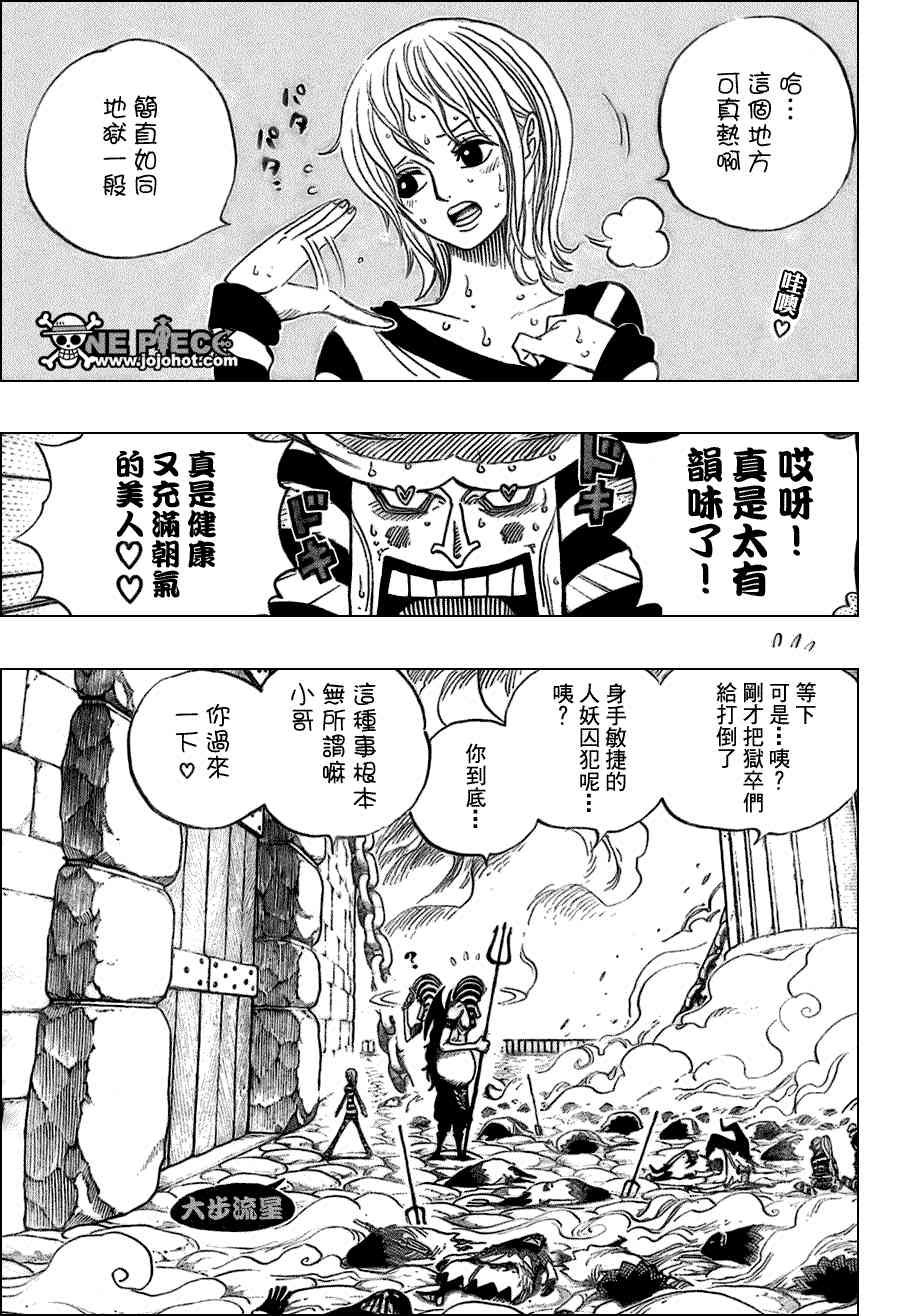 哈…
這個地方
可真熱啊
パタ
パタ
簡直如同
地獄一般
哇噢♡
ONE PIECE
www.jojohot.com
哎呀！
真是太有
韻味了！
ドキ
ドキ
真是健康
又充滿朝氣
的美人♡♡
等下
可是…咦？
剛才把獄卒們
給打倒了
身手敏捷的
人妖囚犯呢…
咦？
你到底…
這種事根本
無所謂嘛
小哥
你過來
一下♡
?
大步流星